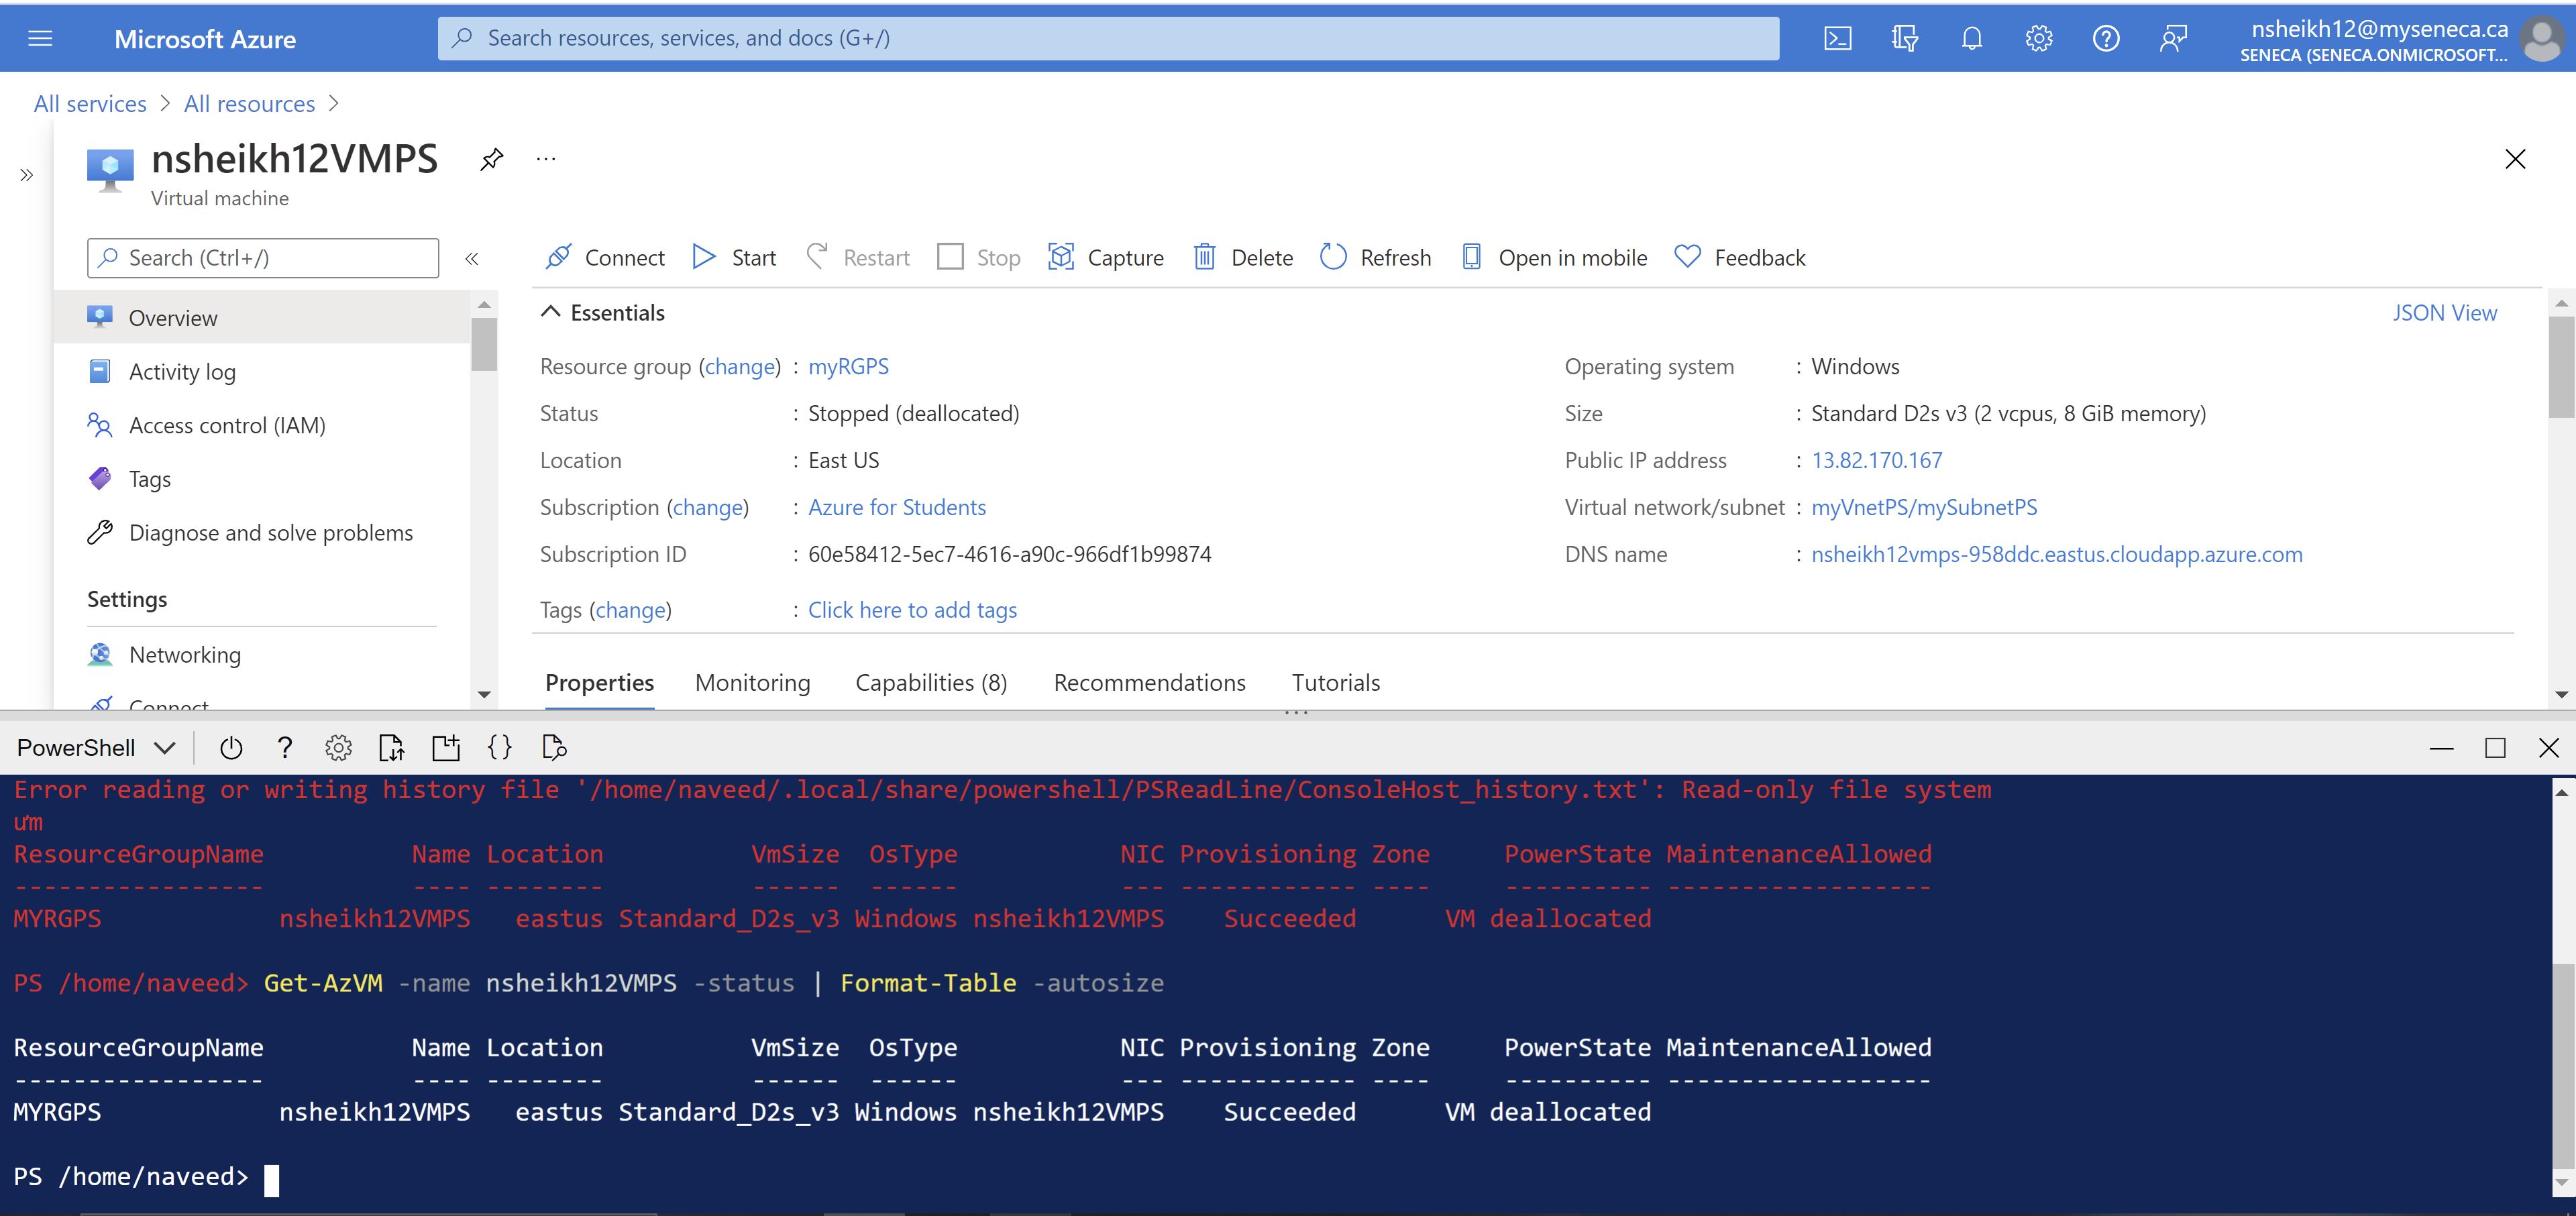 Microsoft Azure
Search resources, services, and docs (G+/)
nsheikh12@myseneca.ca
SENECA (SENECA.ONMICROSOFT...
All services > All resources >
nsheikh12VMPS
...
Virtual machine
Search (Ctrl+/)
Connect Start Restart Stop Capture Delete Refresh Open in mobile Feedback
Overview
Activity log
Access control (IAM)
Tags
Diagnose and solve problems
Settings
Networking
Connect
Essentials
JSON View
Resource group (change) : myRGPS
Status : Stopped (deallocated)
Location : East US
Subscription (change) : Azure for Students
Subscription ID : 60e58412-5ec7-4616-a90c-966df1b99874
Tags (change) : Click here to add tags
Operating system : Windows
Size : Standard D2s v3 (2 vcpus, 8 GiB memory)
Public IP address : 13.82.170.167
Virtual network/subnet : myVnetPS/mySubnetPS
DNS name : nsheikh12vmps-958ddc.eastus.cloudapp.azure.com
Properties Monitoring Capabilities (8) Recommendations Tutorials
PowerShell
Error reading or writing history file '/home/naveed/.local/share/powershell/PSReadLine/ConsoleHost_history.txt': Read-only file system
ResourceGroupName Name Location VmSize OsType NIC Provisioning Zone PowerState MaintenanceAllowed
----------------- ---- -------- ------ ------ --- ------------ ---- ---------- ------------------
MYRGPS nsheikh12VMPS eastus Standard_D2s_v3 Windows nsheikh12VMPS Succeeded VM deallocated
PS /home/naveed> Get-AzVM -name nsheikh12VMPS -status | Format-Table -autosize
ResourceGroupName Name Location VmSize OsType NIC Provisioning Zone PowerState MaintenanceAllowed
----------------- ---- -------- ------ ------ --- ------------ ---- ---------- ------------------
MYRGPS nsheikh12VMPS eastus Standard_D2s_v3 Windows nsheikh12VMPS Succeeded VM deallocated
PS /home/naveed>